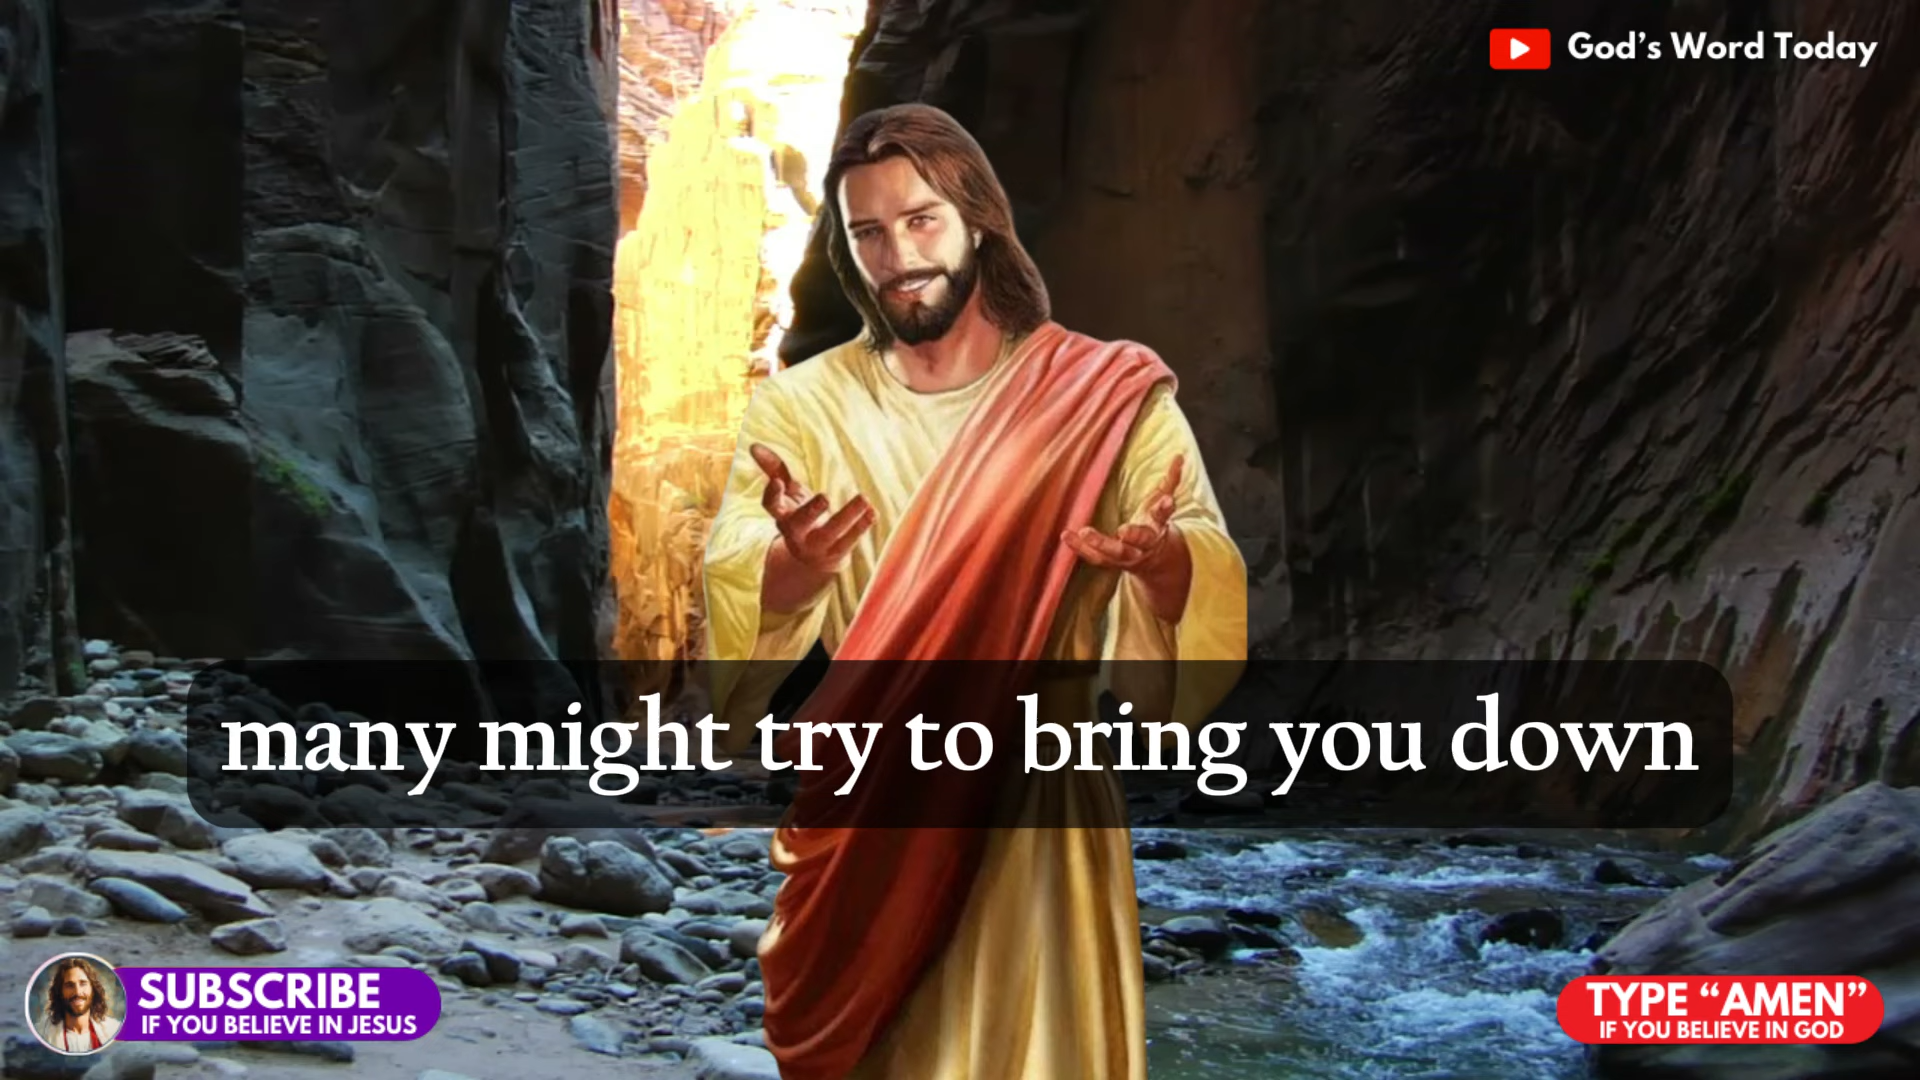 God’s Word Today
many might try to bring you down
SUBSCRIBE
IF YOU BELIEVE IN JESUS
TYPE “AMEN”
IF YOU BELIEVE IN GOD